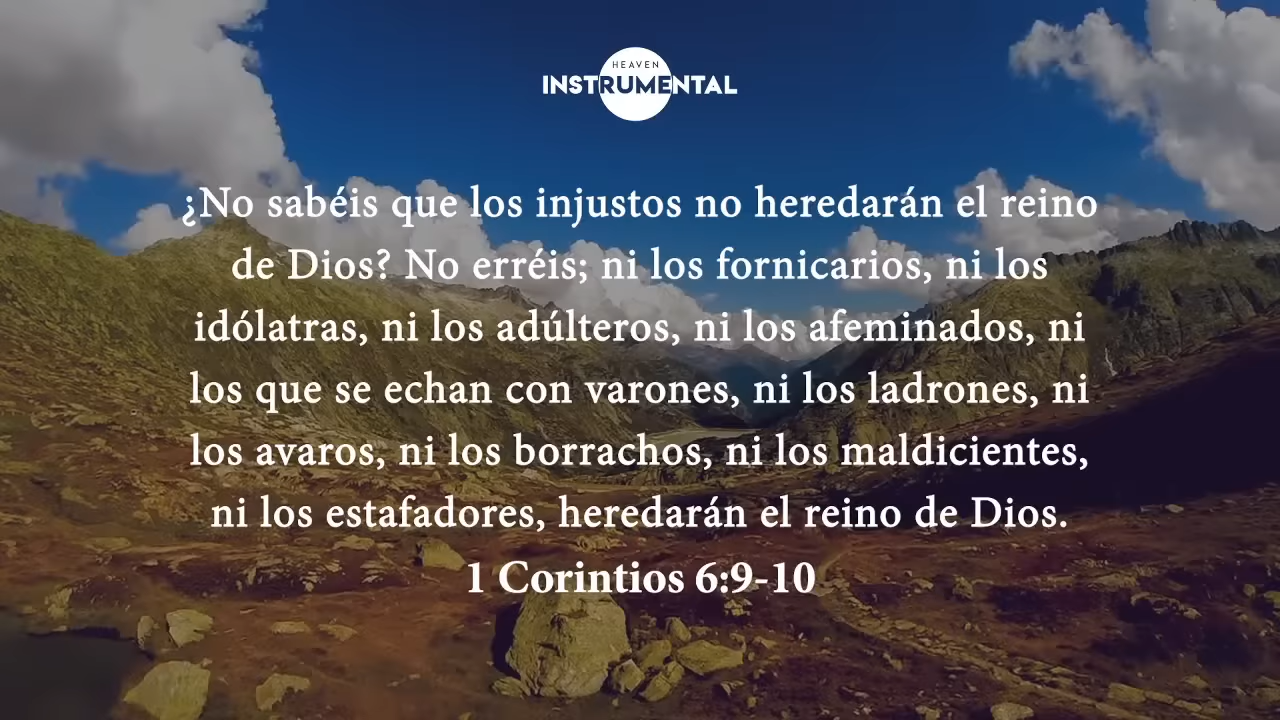 HEAVEN
INSTRUMENTAL
¿No sabéis que los injustos no heredarán el reino
de Dios? No erréis; ni los fornicarios, ni los
idólatras, ni los adúlteros, ni los afeminados, ni
los que se echan con varones, ni los ladrones, ni
los avaros, ni los borrachos, ni los maldicientes,
ni los estafadores, heredarán el reino de Dios.
1 Corintios 6:9-10